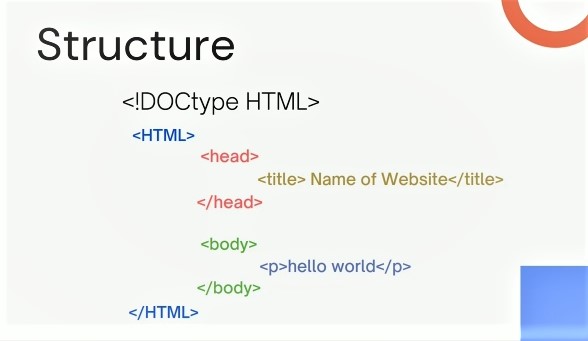 Structure
<!DOCtype HTML>
<HTML>
<head>
<title> Name of Website</title>
</head>
<body>
<p>hello world</p>
</body>
</HTML>